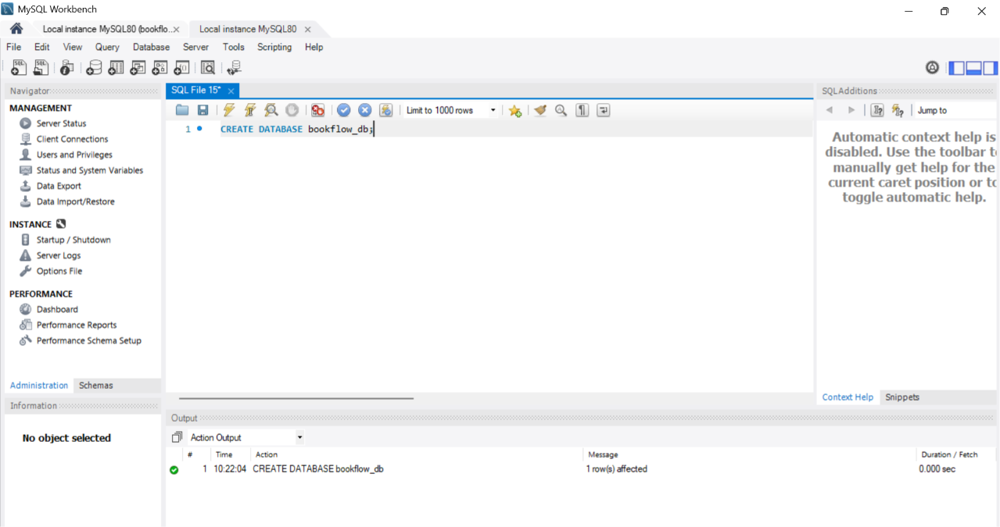 MySQL Workbench
Local instance MySQL80 (bookflo..
Local instance MySQL80
File Edit View Query Database Server Tools Scripting Help
Navigator
MANAGEMENT
Server Status
Client Connections
Users and Privileges
Status and System Variables
Data Export
Data Import/Restore
INSTANCE
Startup / Shutdown
Server Logs
Options File
PERFORMANCE
Dashboard
Performance Reports
Performance Schema Setup
Administration Schemas
Information
No object selected
SQL File 15*
Limit to 1000 rows
1 CREATE DATABASE bookflow_db;
SQLAdditions
Jump to
Automatic context help is
disabled. Use the toolbar t
manually get help for the
current caret position or to
toggle automatic help.
Context Help Snippets
Output
Action Output
# Time Action Message Duration / Fetch
1 10:22:04 CREATE DATABASE bookflow_db 1 row(s) affected 0.000 sec